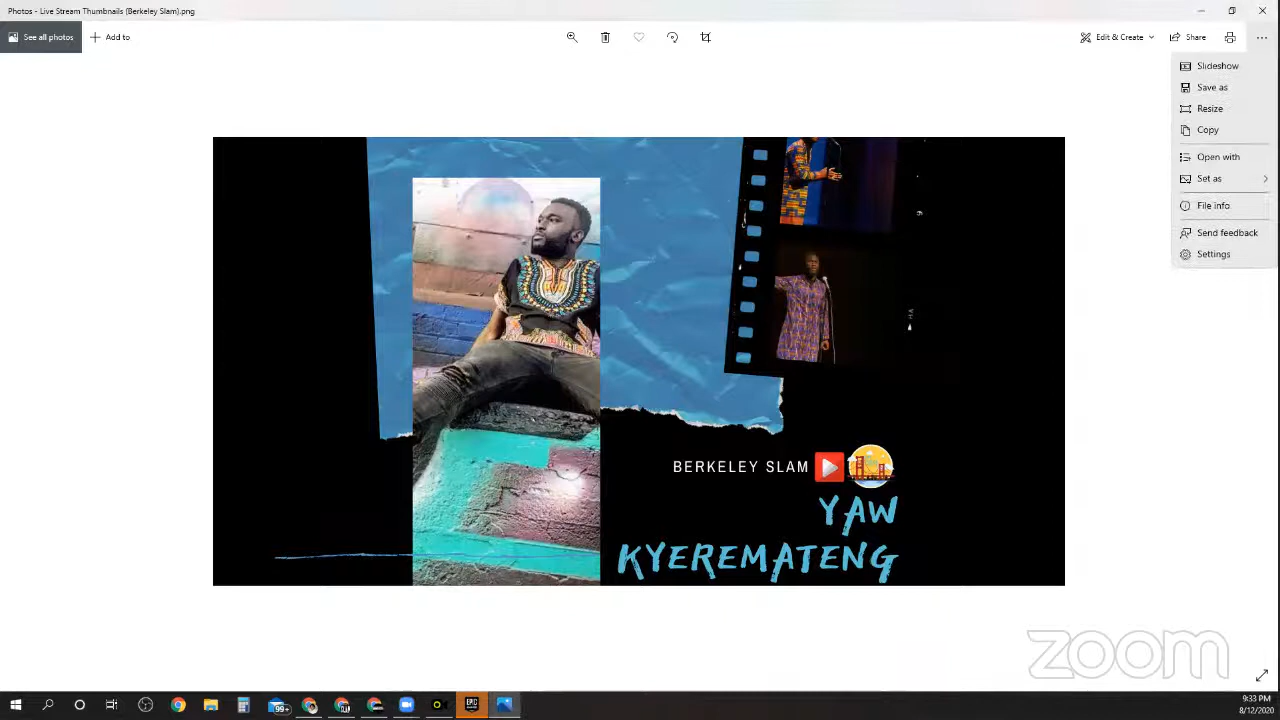 Photos - Live Stream Thumbnails (Berkeley Slam).png
See all photos
Add to
Edit & Create
Share
Slideshow
Save as
Resize
Copy
Open with
Set as
File info
Send feedback
Settings
BERKELEY SLAM
YAW
KYEREMATENG
zoom
99+
EPIC
9:33 PM
8/12/2020